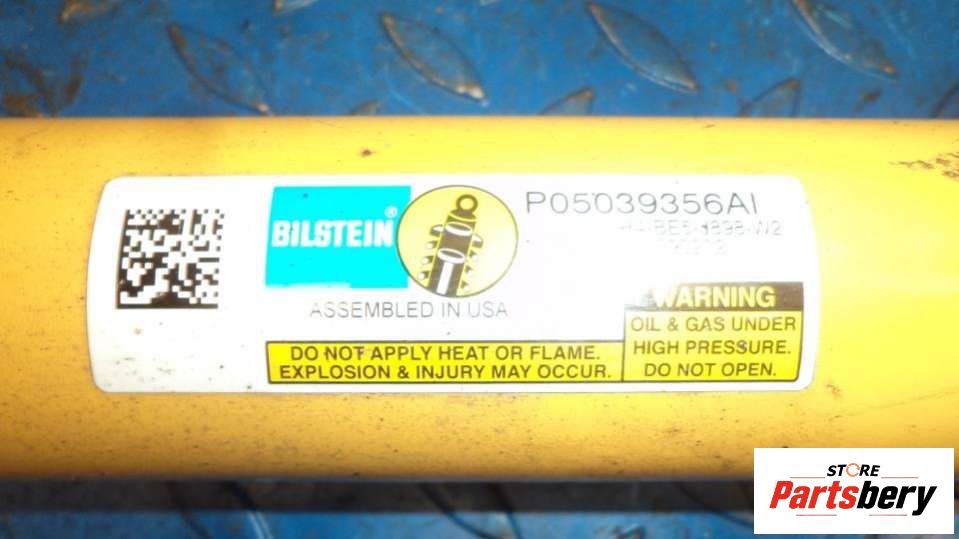 BILSTEIN®
P05039356AI
ASSEMBLED IN USA
DO NOT APPLY HEAT OR FLAME.
EXPLOSION & INJURY MAY OCCUR.
WARNING
OIL & GAS UNDER
HIGH PRESSURE.
DO NOT OPEN.
STORE
Partsbery